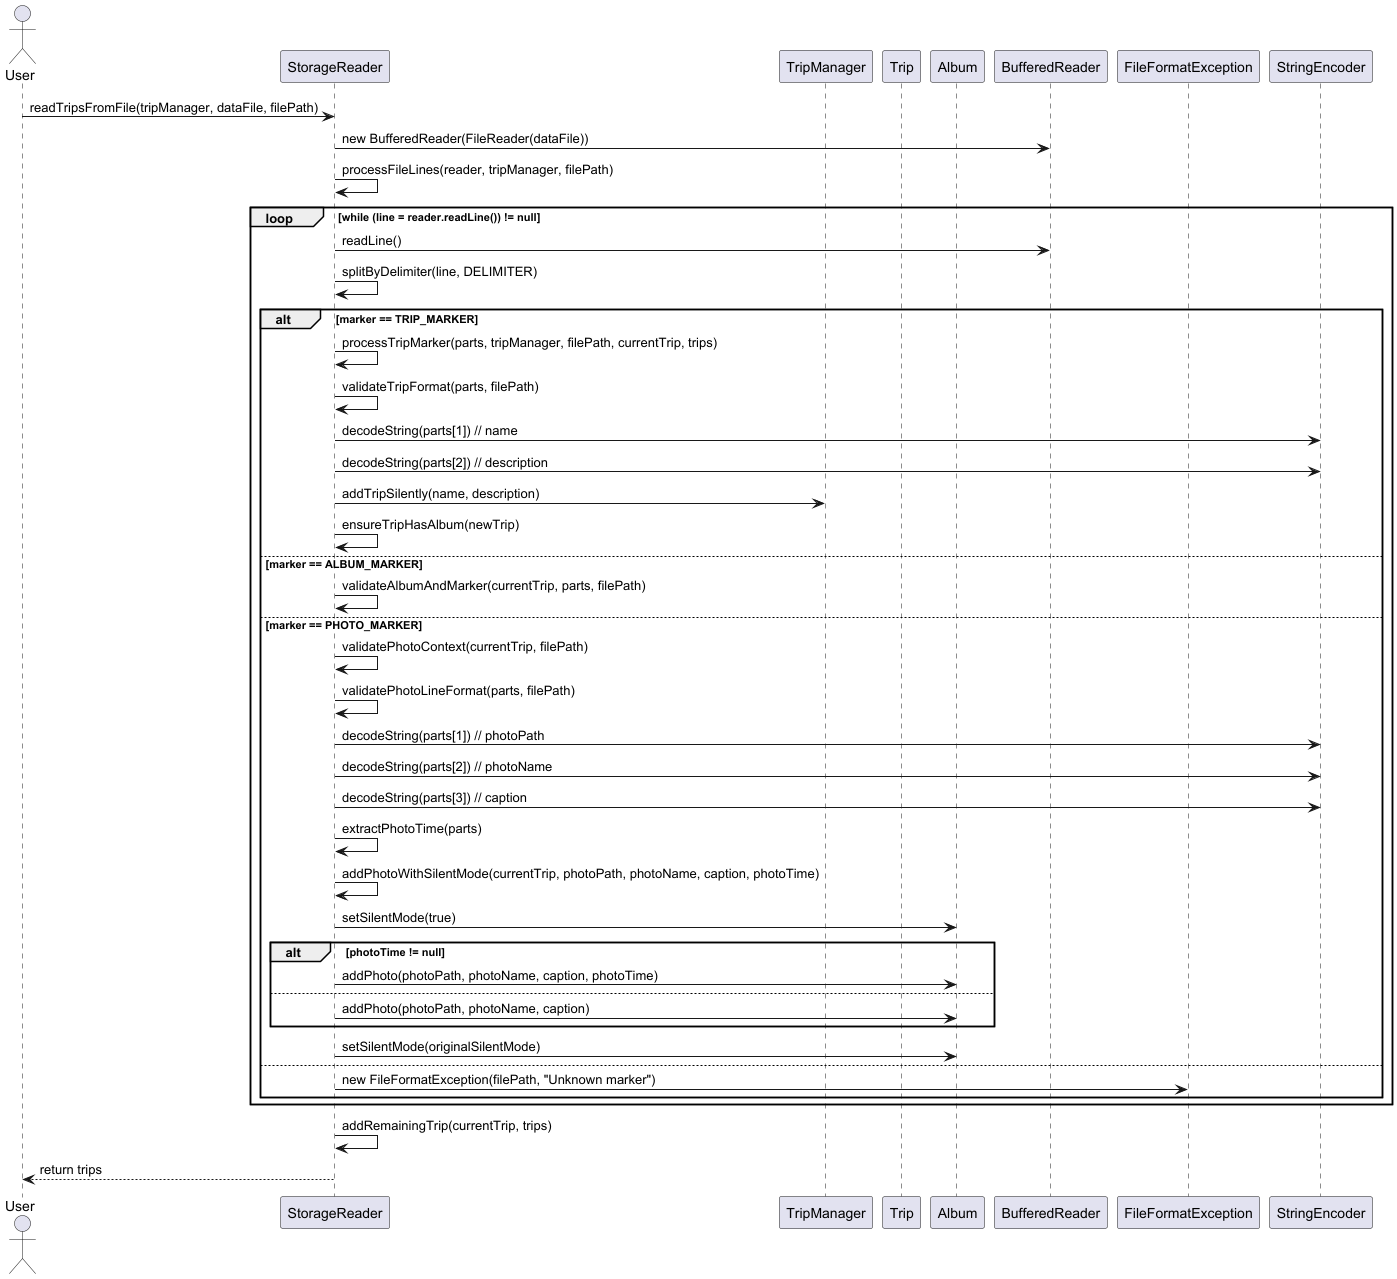 User
StorageReader
TripManager
Trip
Album
BufferedReader
FileFormatException
StringEncoder
readTripsFromFile(tripManager, dataFile, filePath)
new BufferedReader(FileReader(dataFile))
processFileLines(reader, tripManager, filePath)
loop
[while (line = reader.readLine()) != null]
readLine()
splitByDelimiter(line, DELIMITER)
alt
[marker == TRIP_MARKER]
processTripMarker(parts, tripManager, filePath, currentTrip, trips)
validateTripFormat(parts, filePath)
decodeString(parts[1]) // name
decodeString(parts[2]) // description
addTripSilently(name, description)
ensureTripHasAlbum(newTrip)
[marker == ALBUM_MARKER]
validateAlbumAndMarker(currentTrip, parts, filePath)
[marker == PHOTO_MARKER]
validatePhotoContext(currentTrip, filePath)
validatePhotoLineFormat(parts, filePath)
decodeString(parts[1]) // photoPath
decodeString(parts[2]) // photoName
decodeString(parts[3]) // caption
extractPhotoTime(parts)
addPhotoWithSilentMode(currentTrip, photoPath, photoName, caption, photoTime)
setSilentMode(true)
alt
[photoTime != null]
addPhoto(photoPath, photoName, caption, photoTime)
addPhoto(photoPath, photoName, caption)
setSilentMode(originalSilentMode)
new FileFormatException(filePath, "Unknown marker")
addRemainingTrip(currentTrip, trips)
return trips
User
StorageReader
TripManager
Trip
Album
BufferedReader
FileFormatException
StringEncoder